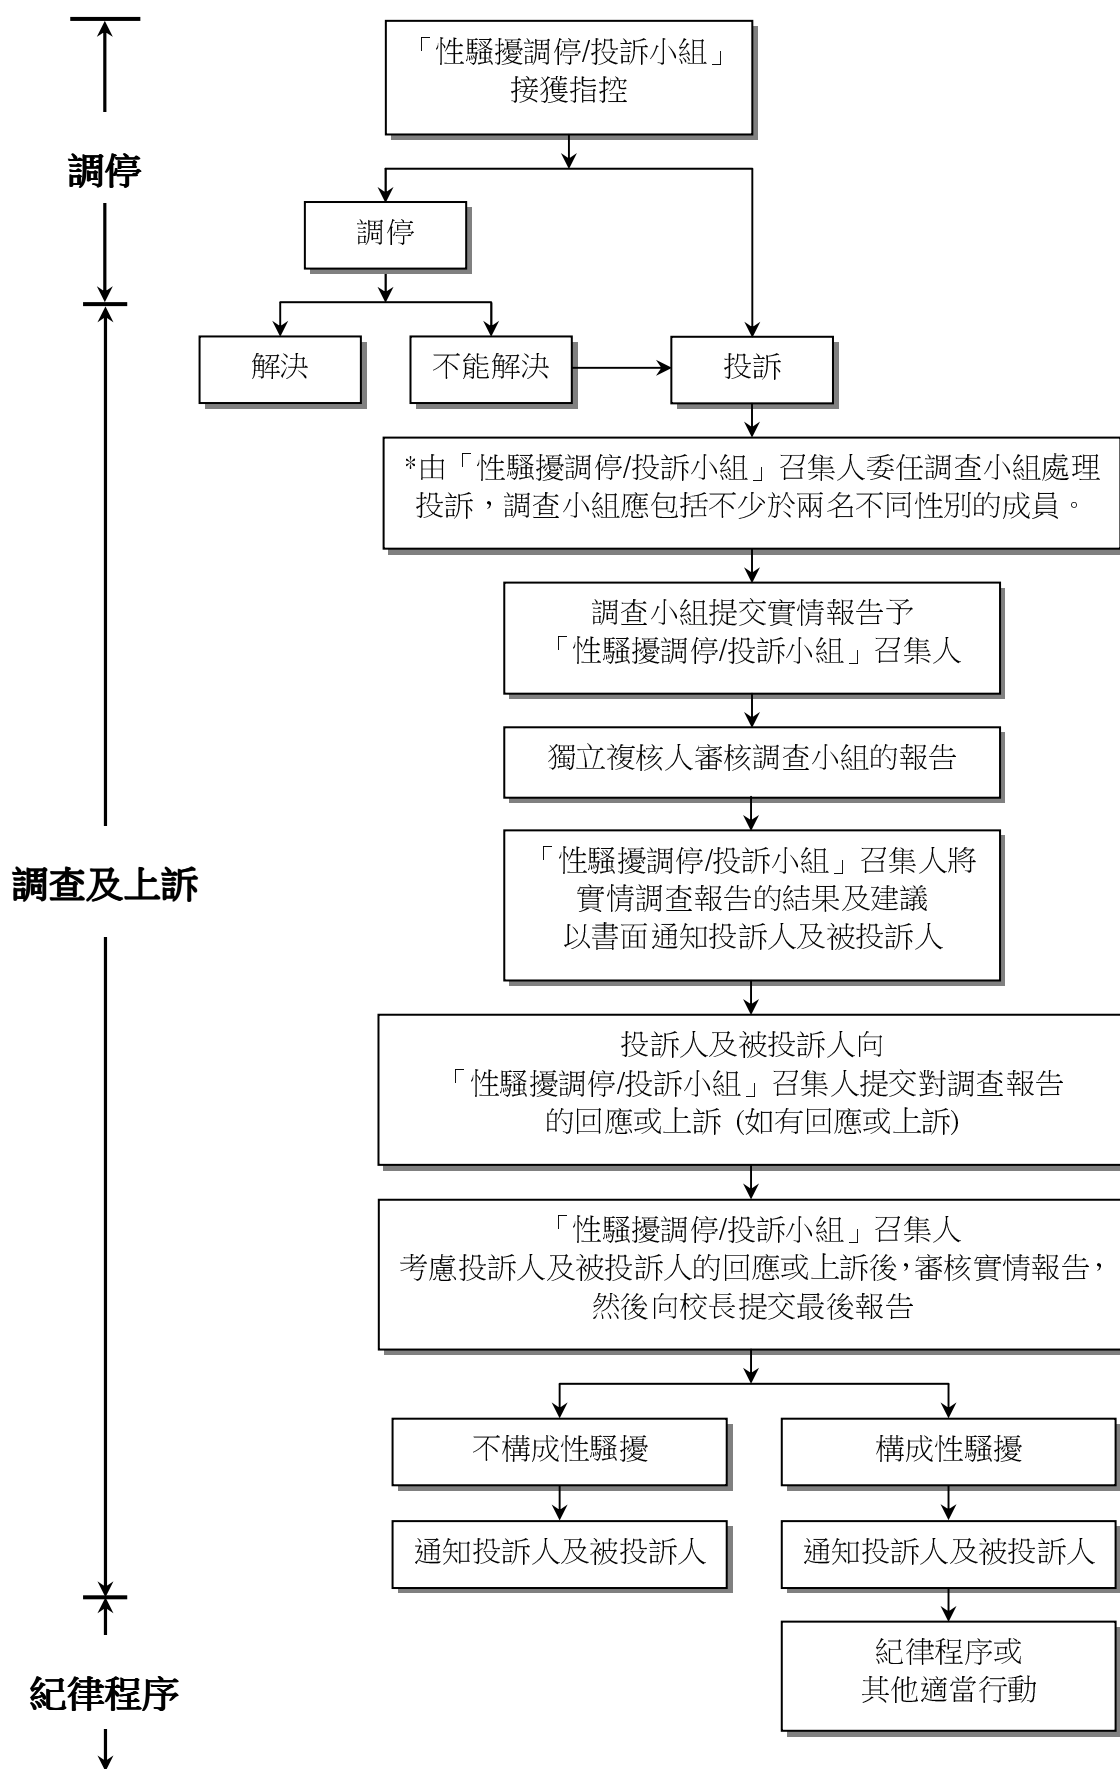 「性騷擾調停/投訴小組」
接獲指控
調停
調停
解決
不能解決
投訴
*由「性騷擾調停/投訴小組」召集人委任調查小組處理
投訴，調查小組應包括不少於兩名不同性別的成員。
調查小組提交實情報告予
「性騷擾調停/投訴小組」召集人
獨立複核人審核調查小組的報告
「性騷擾調停/投訴小組」召集人將
實情調查報告的結果及建議
以書面通知投訴人及被投訴人
調查及上訴
投訴人及被投訴人向
「性騷擾調停/投訴小組」召集人提交對調查報告
的回應或上訴 (如有回應或上訴)
「性騷擾調停/投訴小組」召集人
考慮投訴人及被投訴人的回應或上訴後，審核實情報告，
然後向校長提交最後報告
不構成性騷擾
構成性騷擾
通知投訴人及被投訴人
通知投訴人及被投訴人
紀律程序或
其他適當行動
紀律程序